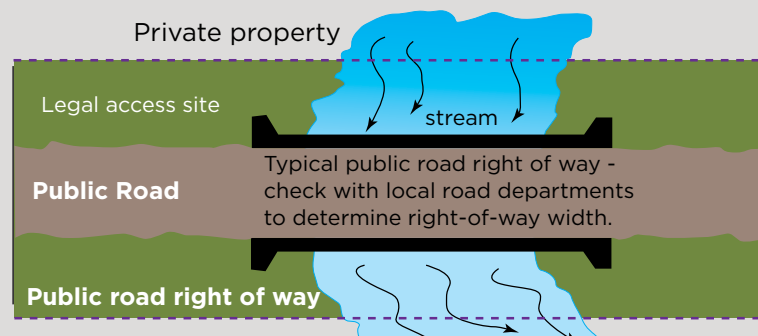 Private property
Legal access site
stream
Typical public road right of way -
check with local road departments
to determine right-of-way width.
Public Road
Public road right of way